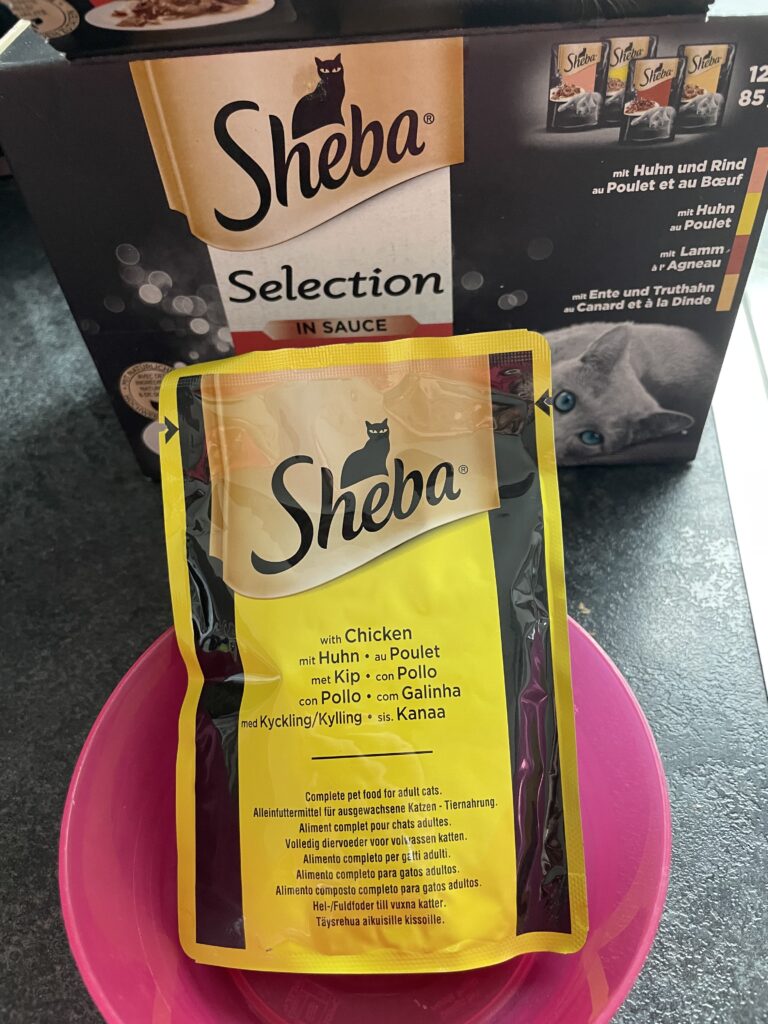 Sheba®
Selection
IN SAUCE
Sheba
Sheba
Sheba
Sheba
12
85
mit Huhn und Rind
au Poulet et au Bœuf
mit Huhn
au Poulet
mit Lamm
à l'Agneau
mit Ente und Truthahn
au Canard et à la Dinde
Sheba®
with Chicken
mit Huhn • au Poulet
met Kip • con Pollo
con Pollo • com Galinha
med Kyckling/Kylling • sis. Kanaa
Complete pet food for adult cats.
Alleinfuttermittel für ausgewachsene Katzen - Tiernahrung.
Aliment complet pour chats adultes.
Volledig diervoeder voor volwassen katten.
Alimento completo per gatti adulti.
Alimento completo para gatos adultos.
Alimento composto completo para gatos adultos.
Hel-/Fuldfoder till vuxna katter.
Täysrehua aikuisille kissoille.